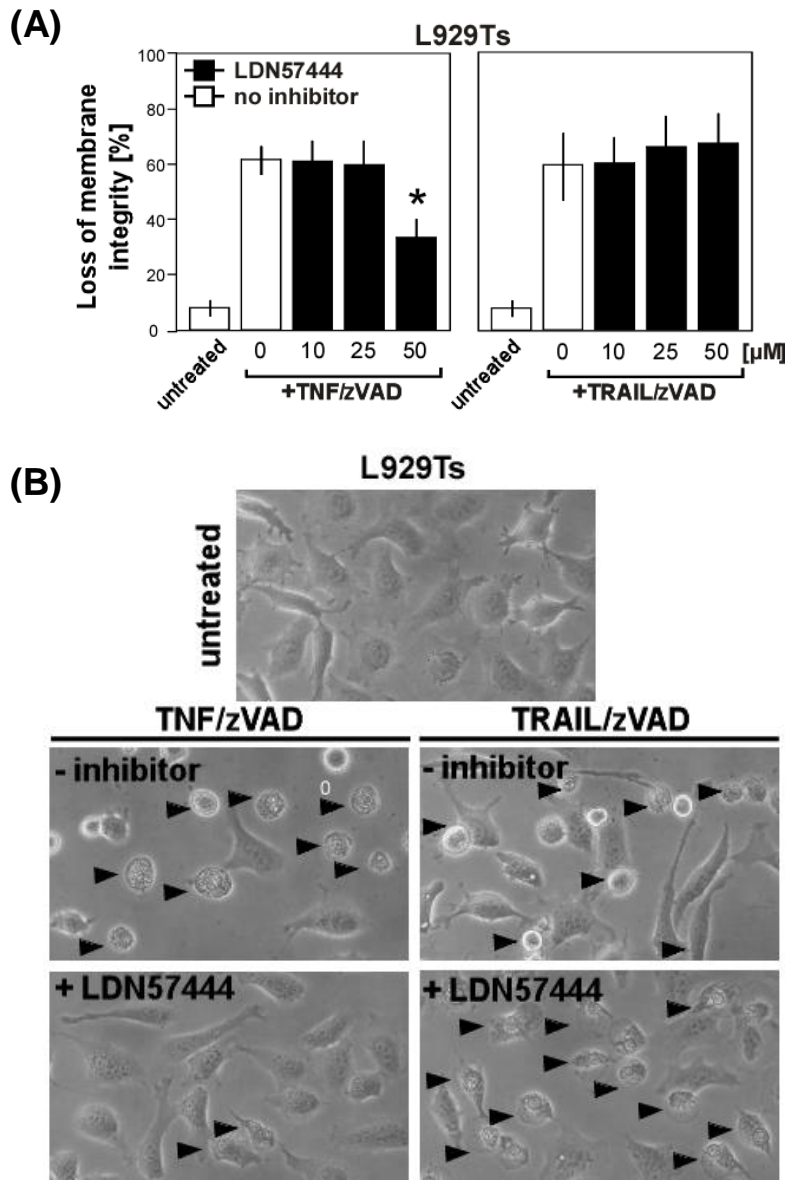 (A)
L929Ts
Loss of membrane
integrity [%]
100
80
60
40
20
0
LDN57444
no inhibitor
*
untreated
0 10 25 50
+TNF/zVAD
untreated
0 10 25 50 [µM]
+TRAIL/zVAD
(B)
L929Ts
untreated
TNF/zVAD
TRAIL/zVAD
- inhibitor
0
- inhibitor
+ LDN57444
+ LDN57444